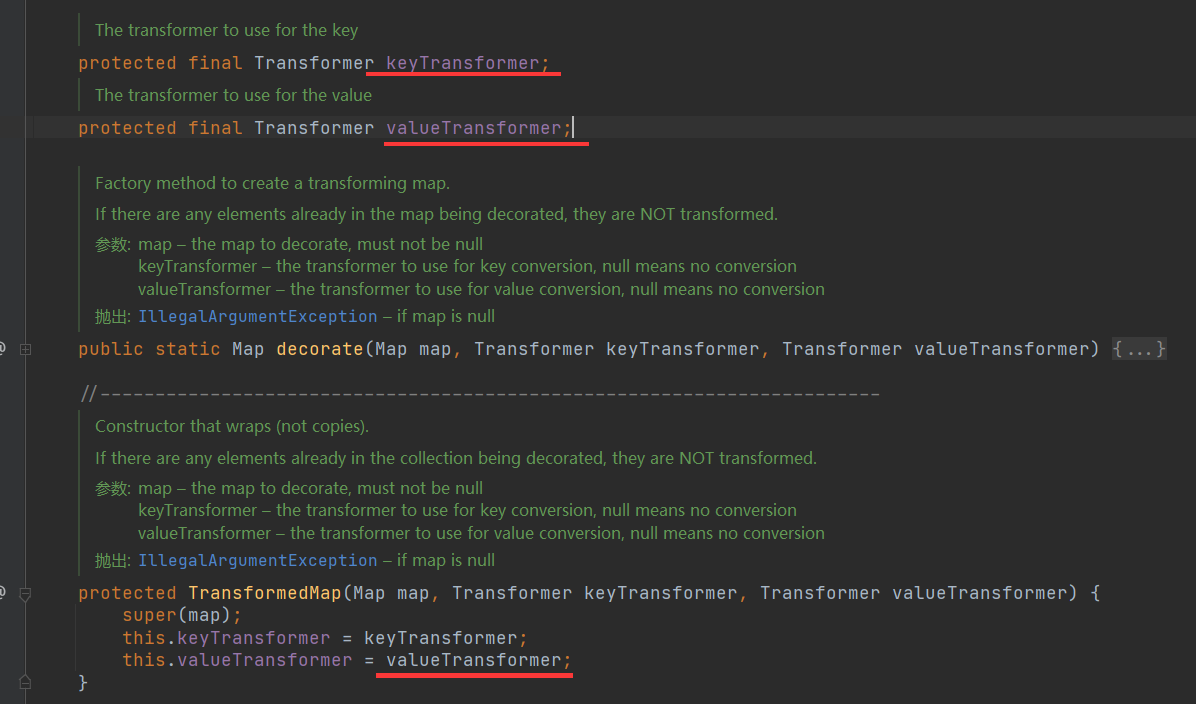 The transformer to use for the key
protected final Transformer keyTransformer;
The transformer to use for the value
protected final Transformer valueTransformer;
Factory method to create a transforming map.
If there are any elements already in the map being decorated, they are NOT transformed.
参数: map – the map to decorate, must not be null
keyTransformer – the transformer to use for key conversion, null means no conversion
valueTransformer – the transformer to use for value conversion, null means no conversion
抛出: IllegalArgumentException – if map is null
@ public static Map decorate(Map map, Transformer keyTransformer, Transformer valueTransformer) {...}
//-----------------------------------------------------------------------
Constructor that wraps (not copies).
If there are any elements already in the collection being decorated, they are NOT transformed.
参数: map – the map to decorate, must not be null
keyTransformer – the transformer to use for key conversion, null means no conversion
valueTransformer – the transformer to use for value conversion, null means no conversion
抛出: IllegalArgumentException – if map is null
@ protected TransformedMap(Map map, Transformer keyTransformer, Transformer valueTransformer) {
super(map);
this.keyTransformer = keyTransformer;
this.valueTransformer = valueTransformer;
}